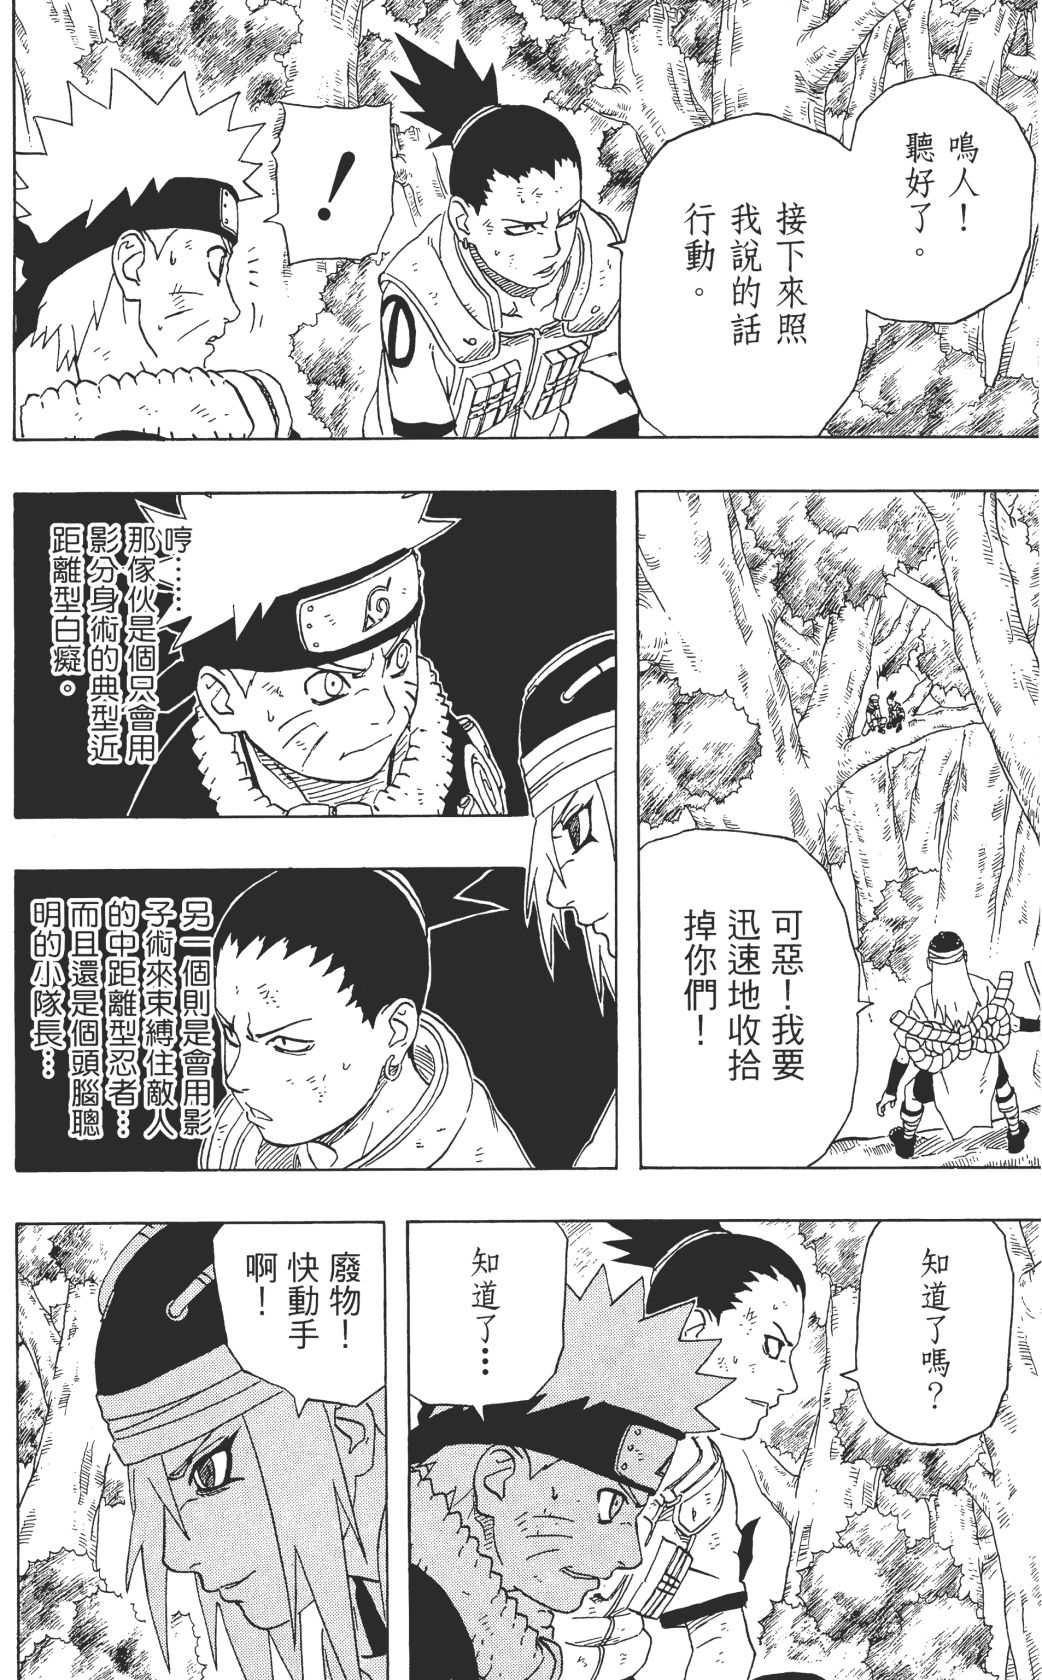 鳴人！
聽好了。
接下來照
我說的話
行動。
！
可惡！我要
迅速地收拾
掉你們！
哼……
那傢伙是個只會用
影分身術的典型近
距離型白癡。
另一個則是會用影
子術來束縛住敵人
的中距離型忍者…
而且還是個頭腦聰
明的小隊長…
知道了嗎？
知道了…
廢物！
快動手
啊！